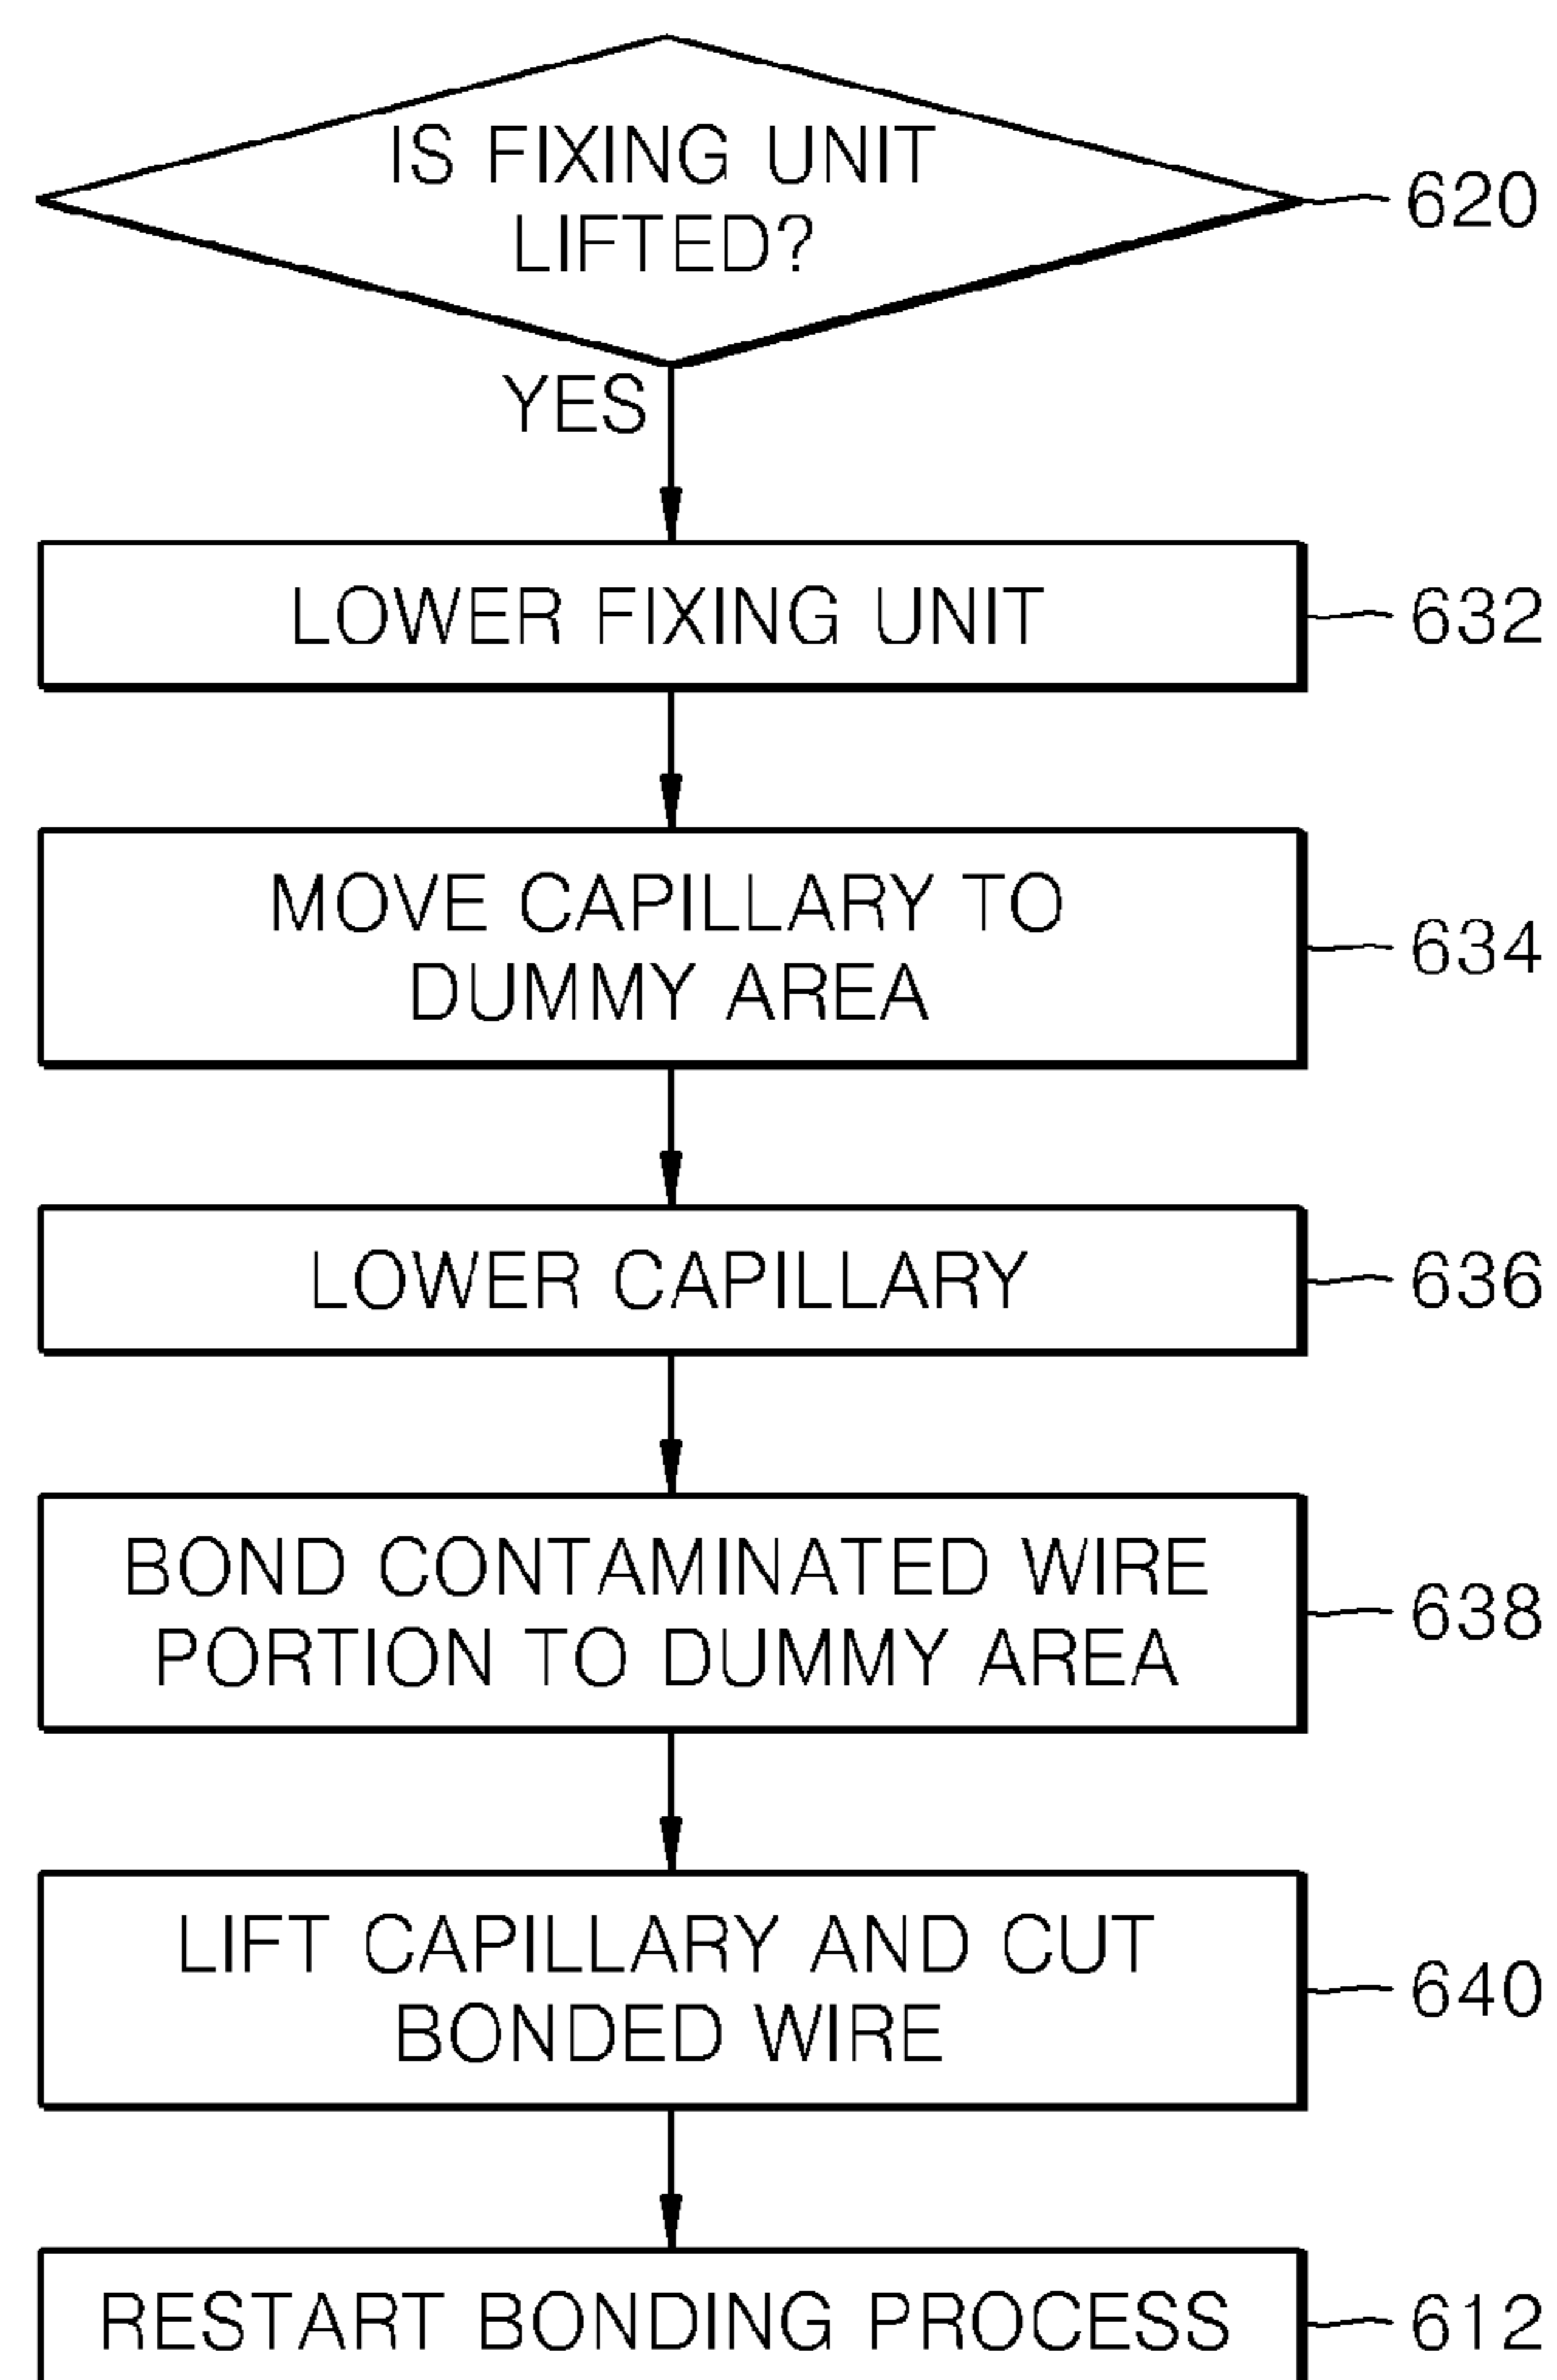 IS FIXING UNIT
LIFTED?
620
YES
LOWER FIXING UNIT
632
MOVE CAPILLARY TO
DUMMY AREA
634
LOWER CAPILLARY
636
BOND CONTAMINATED WIRE
PORTION TO DUMMY AREA
638
LIFT CAPILLARY AND CUT
BONDED WIRE
640
RESTART BONDING PROCESS
612